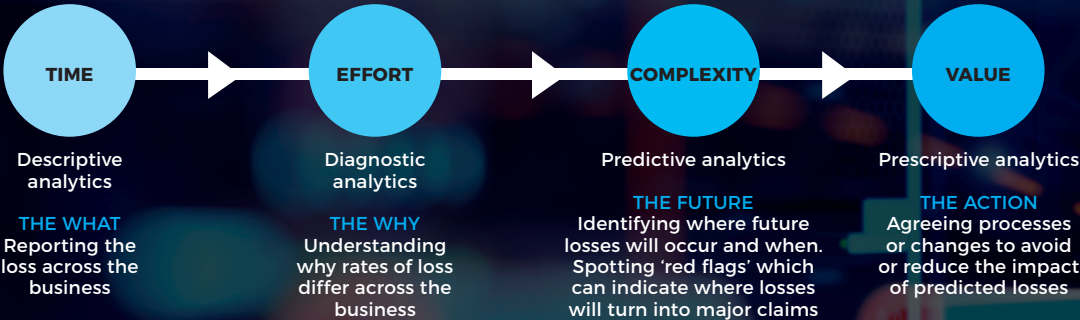 TIME
Descriptive
analytics
THE WHAT
Reporting the
loss across the
business
EFFORT
Diagnostic
analytics
THE WHY
Understanding
why rates of loss
differ across the
business
COMPLEXITY
Predictive analytics
THE FUTURE
Identifying where future
losses will occur and when.
Spotting ‘red flags’ which
can indicate where losses
will turn into major claims
VALUE
Prescriptive analytics
THE ACTION
Agreeing processes
or changes to avoid
or reduce the impact
of predicted losses